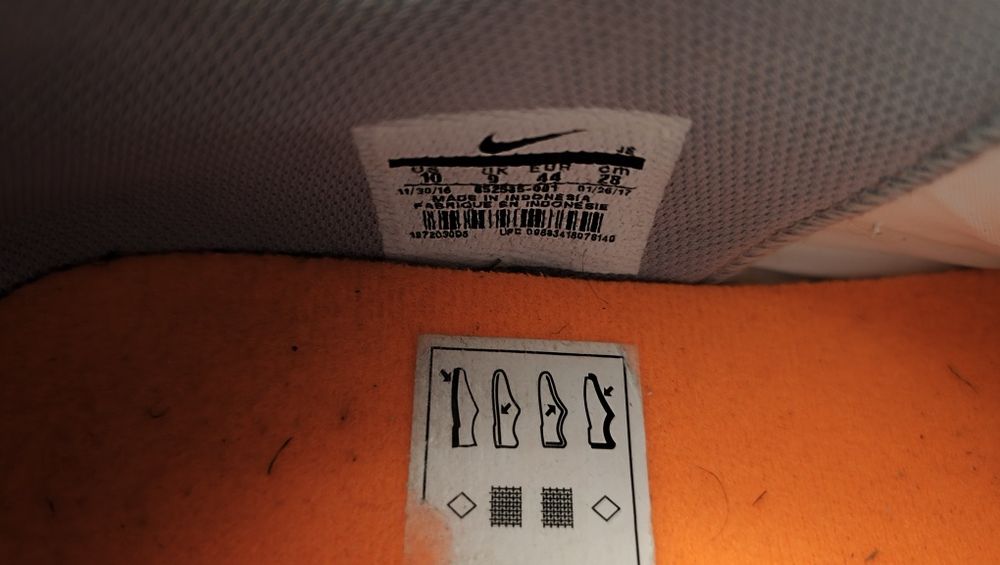 JS
US UK EUR cm
10 9 44 28
11/30/16 852535-001 01/26/17
MADE IN INDONESIA
FABRIQUE EN INDONESIE
UPC